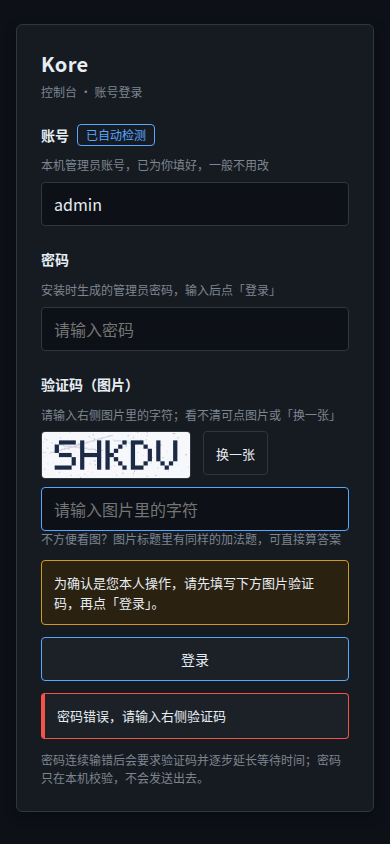 Kore
控制台 · 账号登录
账号 已自动检测
本机管理员账号，已为你填好，一般不用改
admin
密码
安装时生成的管理员密码，输入后点「登录」
请输入密码
验证码（图片）
请输入右侧图片里的字符；看不清可点图片或「换一张」
SHKDV 换一张
请输入图片里的字符
不方便看图？图片标题里有同样的加法题，可直接算答案
为确认是您本人操作，请先填写下方图片验证
码，再点「登录」。
登录
密码错误，请输入右侧验证码
密码连续输错后会要求验证码并逐步延长等待时间；密码
只在本机校验，不会发送出去。